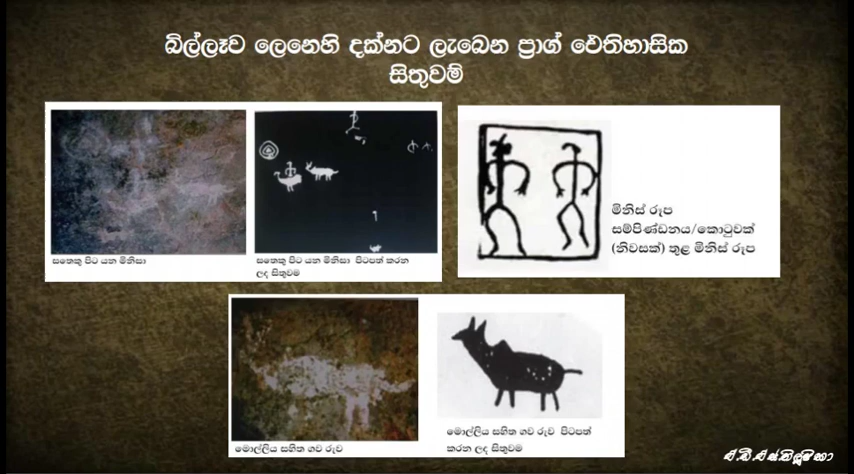 බිල්ලෑව ලෙනෙහි දක්නට ලැබෙන ප්‍රාග් ඓතිහාසික
සිතුවම්
සතෙකු පිට යන මිනිසා
සතෙකු පිට යන මිනිසා පිටපත් කරන
ලද සිතුවම
මිනිස් රූප
සම්පිණ්ඩනය/කොටුවක්
(නිවසක්) තුළ මිනිස් රූප
මොල්ලිය සහිත ගව රුව
මොල්ලිය සහිත ගව රුව පිටපත්
කරන ලද සිතුවම